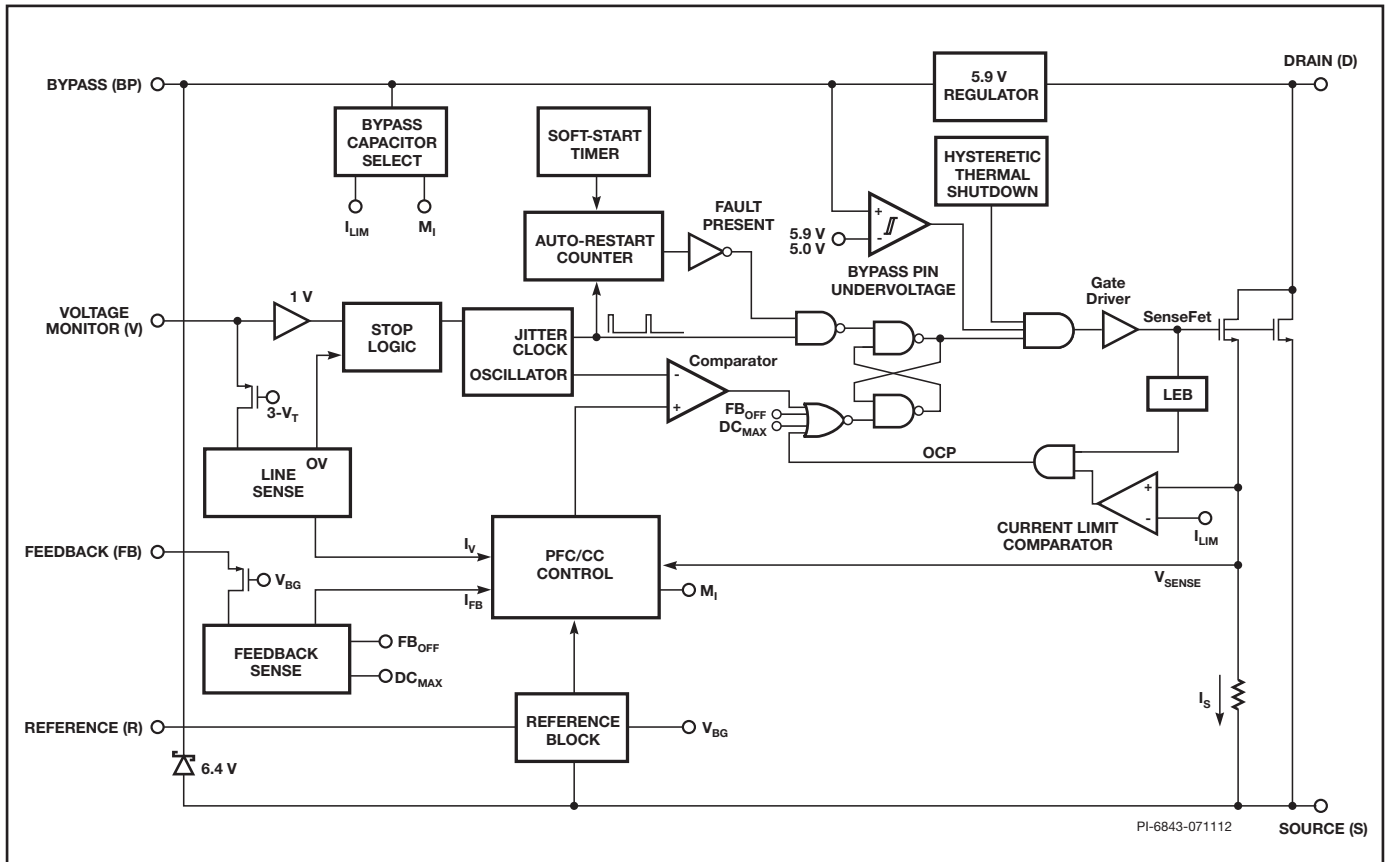 BYPASS (BP)
DRAIN (D)
5.9 V
REGULATOR
BYPASS
CAPACITOR
SELECT
SOFT-START
TIMER
HYSTERETIC
THERMAL
SHUTDOWN
I_LIM
M_I
FAULT
PRESENT
AUTO-RESTART
COUNTER
+
-
5.9 V
5.0 V
BYPASS PIN
UNDERVOLTAGE
Gate
Driver
SenseFet
VOLTAGE
MONITOR (V)
1 V
STOP
LOGIC
JITTER
CLOCK
OSCILLATOR
Comparator
-
+
3-V_T
FB_OFF
DC_MAX
LEB
OCP
OV
LINE
SENSE
+
-
I_LIM
CURRENT LIMIT
COMPARATOR
FEEDBACK (FB)
I_V
PFC/CC
CONTROL
V_BG
I_FB
M_I
V_SENSE
FEEDBACK
SENSE
FB_OFF
DC_MAX
I_S
REFERENCE (R)
REFERENCE
BLOCK
V_BG
6.4 V
PI-6843-071112
SOURCE (S)